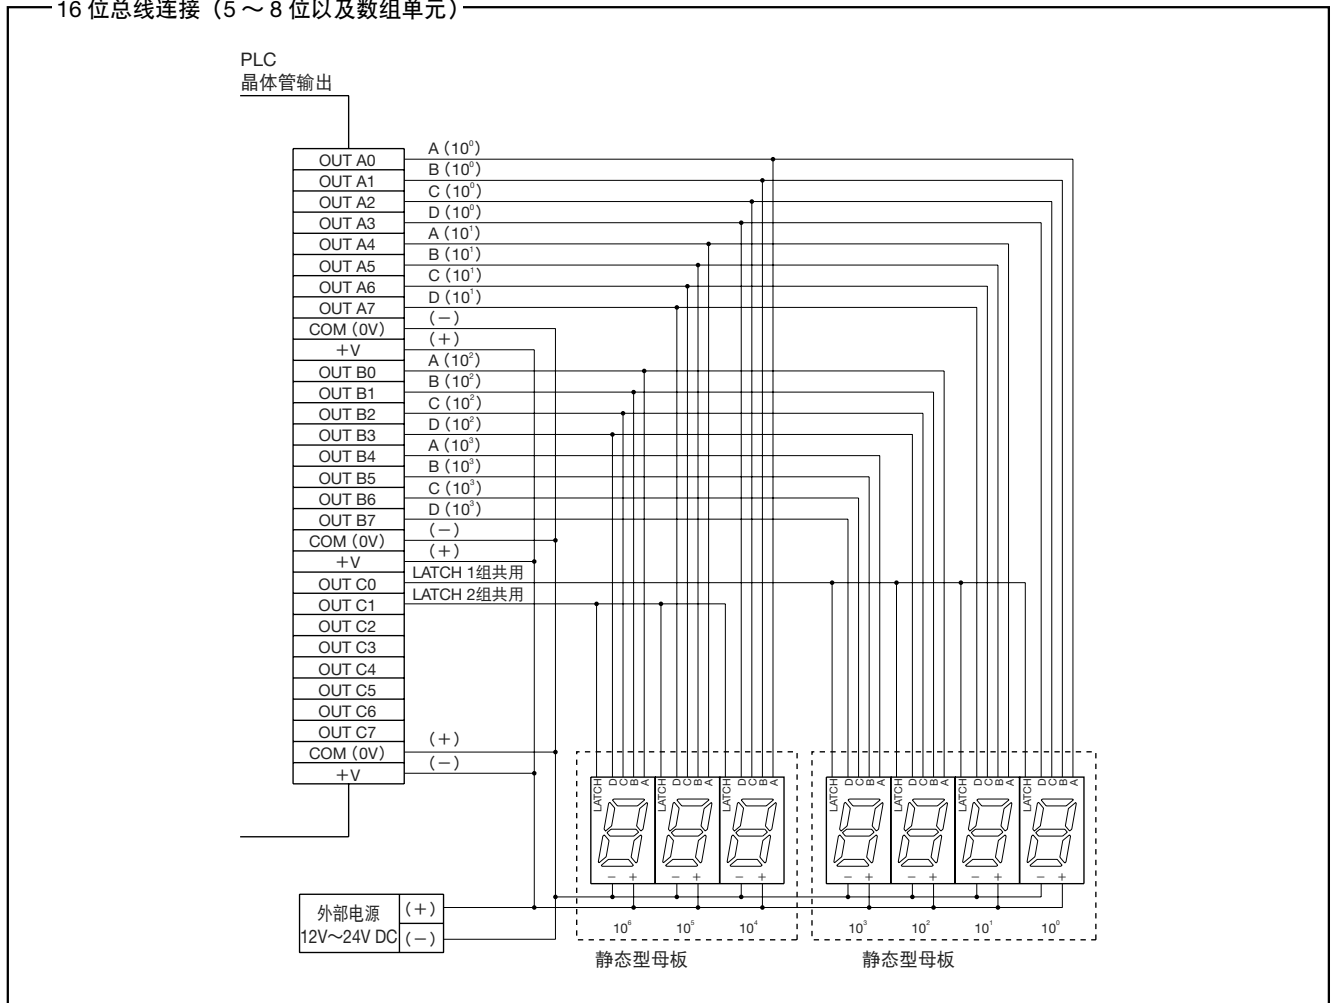 16 位总线连接（5 ～ 8 位以及数组单元）
PLC
晶体管输出
OUT A0 A（10⁰）
OUT A1 B（10⁰）
OUT A2 C（10⁰）
OUT A3 D（10⁰）
OUT A4 A（10¹）
OUT A5 B（10¹）
OUT A6 C（10¹）
OUT A7 D（10¹）
COM（0V） （－）
＋V （＋）
OUT B0 A（10²）
OUT B1 B（10²）
OUT B2 C（10²）
OUT B3 D（10²）
OUT B4 A（10³）
OUT B5 B（10³）
OUT B6 C（10³）
OUT B7 D（10³）
COM（0V） （－）
＋V （＋）
OUT C0 LATCH 1组共用
OUT C1 LATCH 2组共用
OUT C2
OUT C3
OUT C4
OUT C5
OUT C6
OUT C7
COM（0V） （＋）
＋V （－）
LATCH D C B A LATCH D C B A LATCH D C B A LATCH D C B A LATCH D C B A LATCH D C B A LATCH D C B A
－ ＋ － ＋ － ＋ － ＋ － ＋ － ＋ － ＋
外部电源 （＋）
12V～24V DC （－）
10⁶ 10⁵ 10⁴ 10³ 10² 10¹ 10⁰
静态型母板 静态型母板